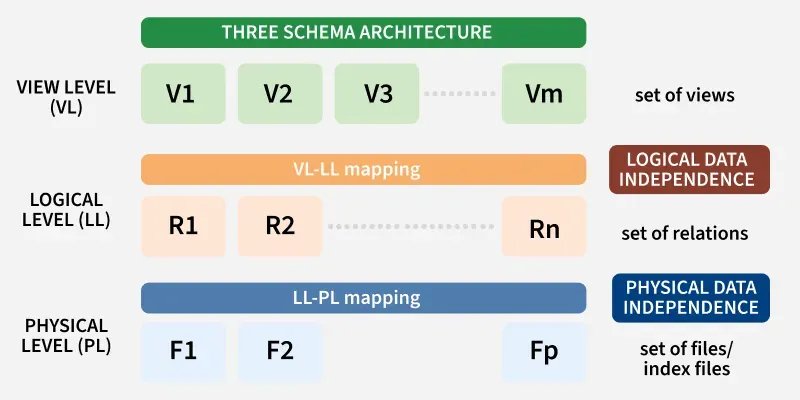 THREE SCHEMA ARCHITECTURE
VIEW LEVEL
(VL)
V1 V2 V3 Vm
set of views
VL-LL mapping
LOGICAL DATA
INDEPENDENCE
LOGICAL
LEVEL (LL)
R1 R2 Rn
set of relations
LL-PL mapping
PHYSICAL DATA
INDEPENDENCE
PHYSICAL
LEVEL (PL)
F1 F2 Fp
set of files/
index files